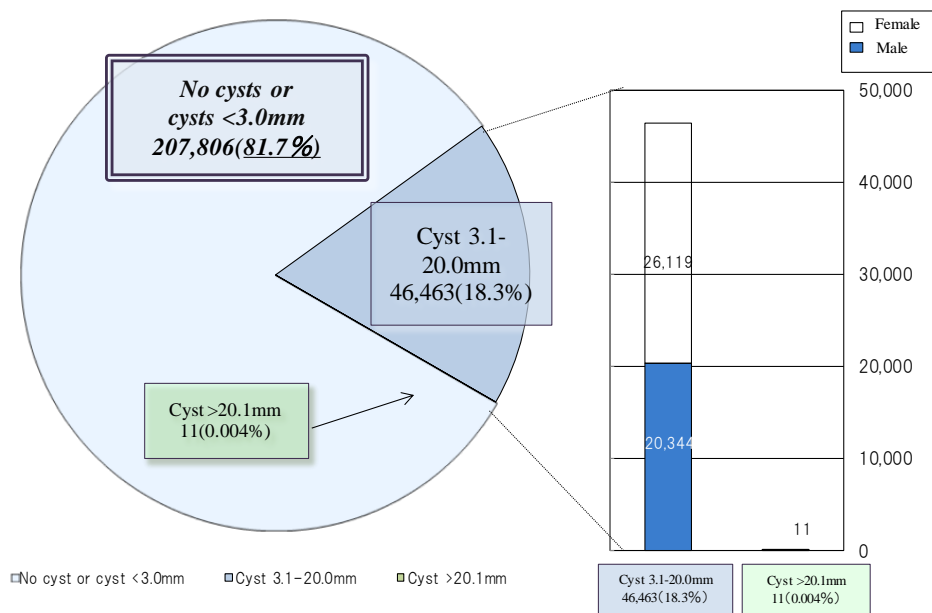 No cysts or
cysts <3.0mm
207,806(81.7%)
Cyst 3.1-
20.0mm
46,463(18.3%)
Cyst >20.1mm
11(0.004%)
No cyst or cyst <3.0mm
Cyst 3.1-20.0mm
Cyst >20.1mm
Female
Male
50,000
40,000
30,000
20,000
10,000
0
26,119
20,344
11
Cyst 3.1-20.0mm
46,463(18.3%)
Cyst >20.1mm
11(0.004%)